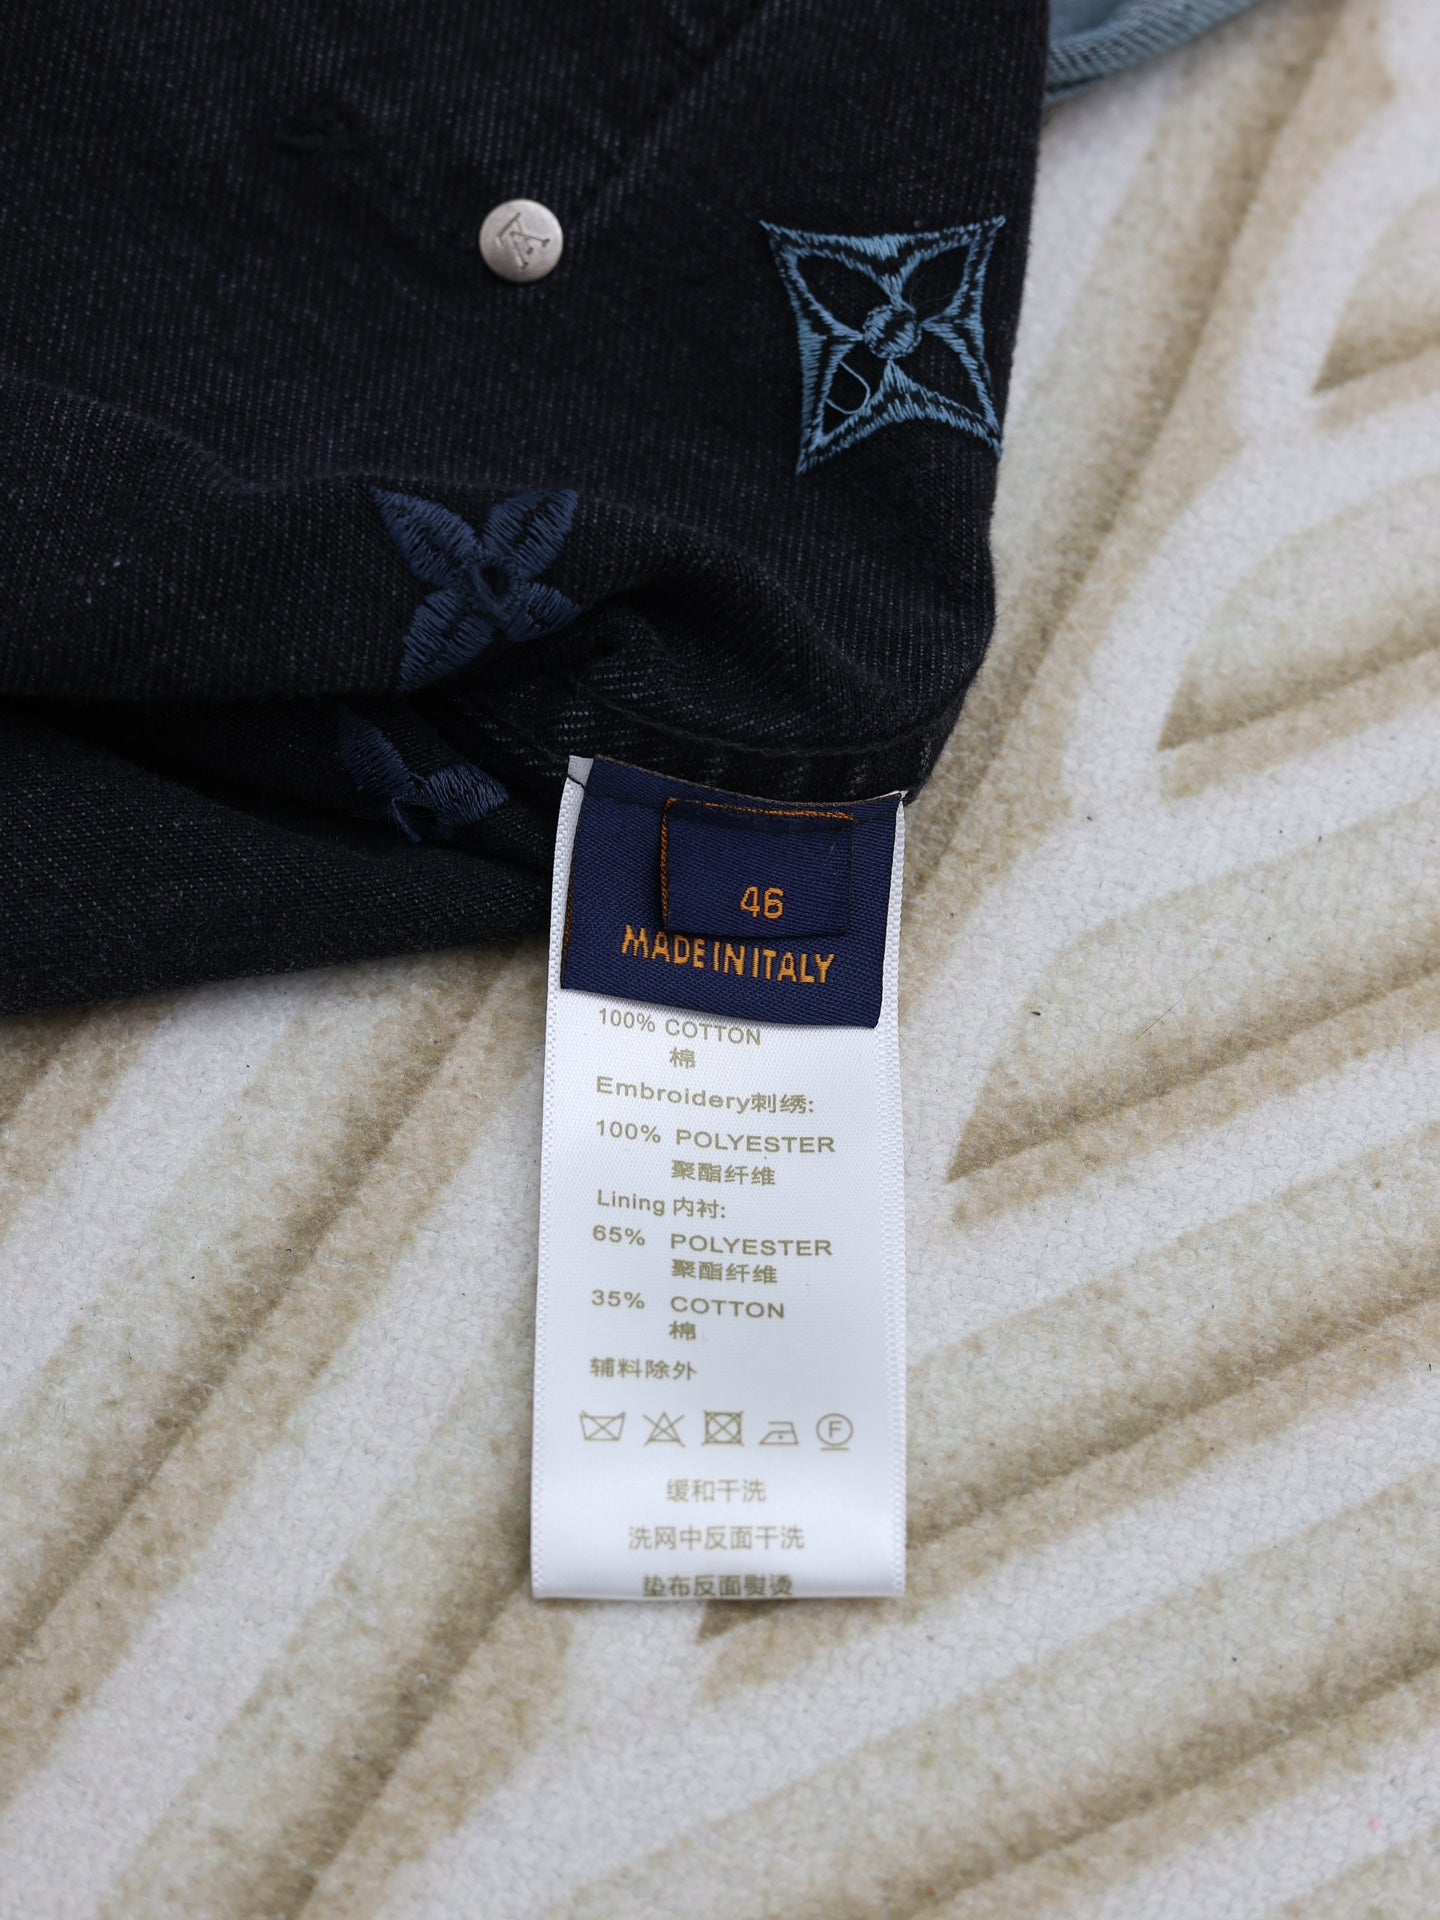 46
MADE IN ITALY
100% COTTON
棉
Embroidery刺绣:
100% POLYESTER
聚酯纤维
Lining 内衬:
65% POLYESTER
聚酯纤维
35% COTTON
棉
辅料除外
F
缓和干洗
洗网中反面干洗
垫布反面熨烫